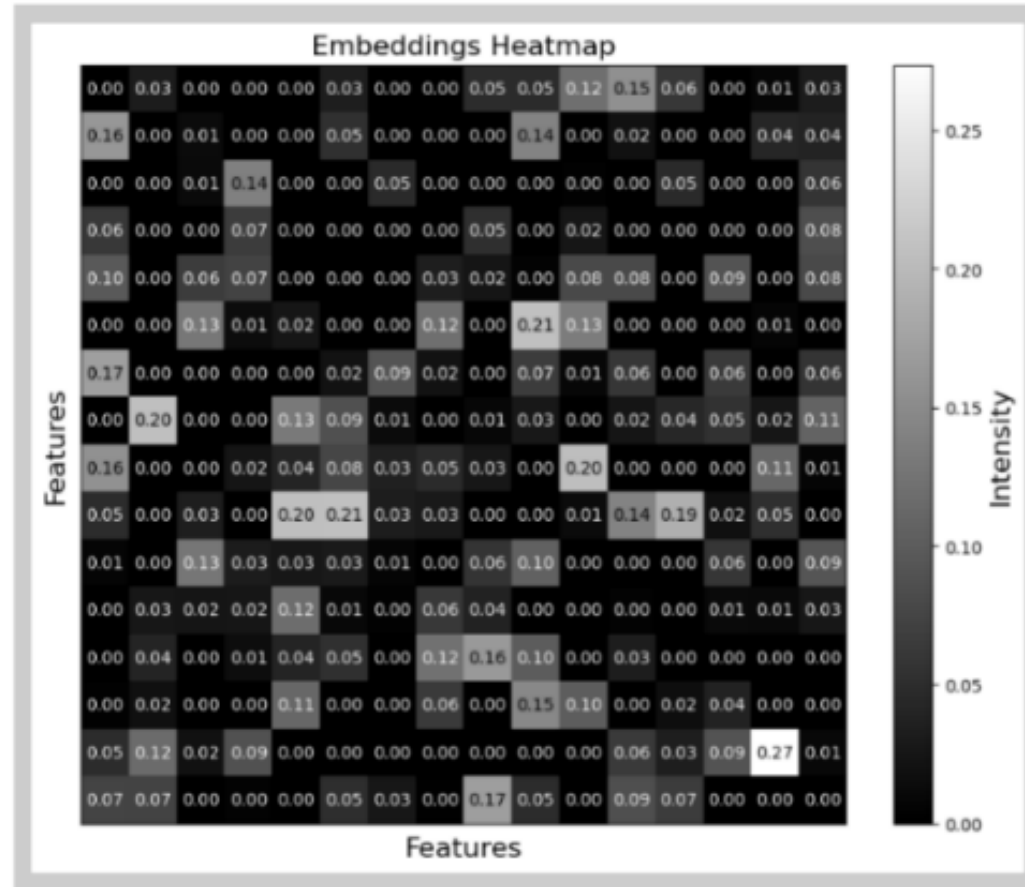 Embeddings Heatmap
0.00 0.03 0.00 0.00 0.00 0.03 0.00 0.00 0.05 0.05 0.12 0.15 0.06 0.00 0.01 0.03
0.16 0.00 0.01 0.00 0.00 0.05 0.00 0.00 0.00 0.14 0.00 0.02 0.00 0.00 0.04 0.04
0.00 0.00 0.01 0.14 0.00 0.00 0.05 0.00 0.00 0.00 0.00 0.00 0.05 0.00 0.00 0.06
0.06 0.00 0.00 0.07 0.00 0.00 0.00 0.00 0.05 0.00 0.02 0.00 0.00 0.00 0.00 0.08
0.10 0.00 0.06 0.07 0.00 0.00 0.00 0.03 0.02 0.00 0.08 0.08 0.00 0.09 0.00 0.08
0.00 0.00 0.13 0.01 0.02 0.00 0.00 0.12 0.00 0.21 0.13 0.00 0.00 0.00 0.01 0.00
0.17 0.00 0.00 0.00 0.00 0.02 0.09 0.02 0.00 0.07 0.01 0.06 0.00 0.06 0.00 0.06
0.00 0.20 0.00 0.00 0.13 0.09 0.01 0.00 0.01 0.03 0.00 0.02 0.04 0.05 0.02 0.11
0.16 0.00 0.00 0.02 0.04 0.08 0.03 0.05 0.03 0.00 0.20 0.00 0.00 0.00 0.11 0.01
0.05 0.00 0.03 0.00 0.20 0.21 0.03 0.03 0.00 0.00 0.01 0.14 0.19 0.02 0.05 0.00
0.01 0.00 0.13 0.03 0.03 0.03 0.01 0.00 0.06 0.10 0.00 0.00 0.00 0.06 0.00 0.09
0.00 0.03 0.02 0.02 0.12 0.01 0.00 0.06 0.04 0.00 0.00 0.00 0.00 0.01 0.01 0.03
0.00 0.04 0.00 0.01 0.04 0.05 0.00 0.12 0.16 0.10 0.00 0.03 0.00 0.00 0.00 0.00
0.00 0.02 0.00 0.00 0.11 0.00 0.00 0.06 0.00 0.15 0.10 0.00 0.02 0.04 0.00 0.00
0.05 0.12 0.02 0.09 0.00 0.00 0.00 0.00 0.00 0.00 0.00 0.06 0.03 0.09 0.27 0.01
0.07 0.07 0.00 0.00 0.00 0.05 0.03 0.00 0.17 0.05 0.00 0.09 0.07 0.00 0.00 0.00
Features
Features
0.25
0.20
0.15
0.10
0.05
0.00
Intensity